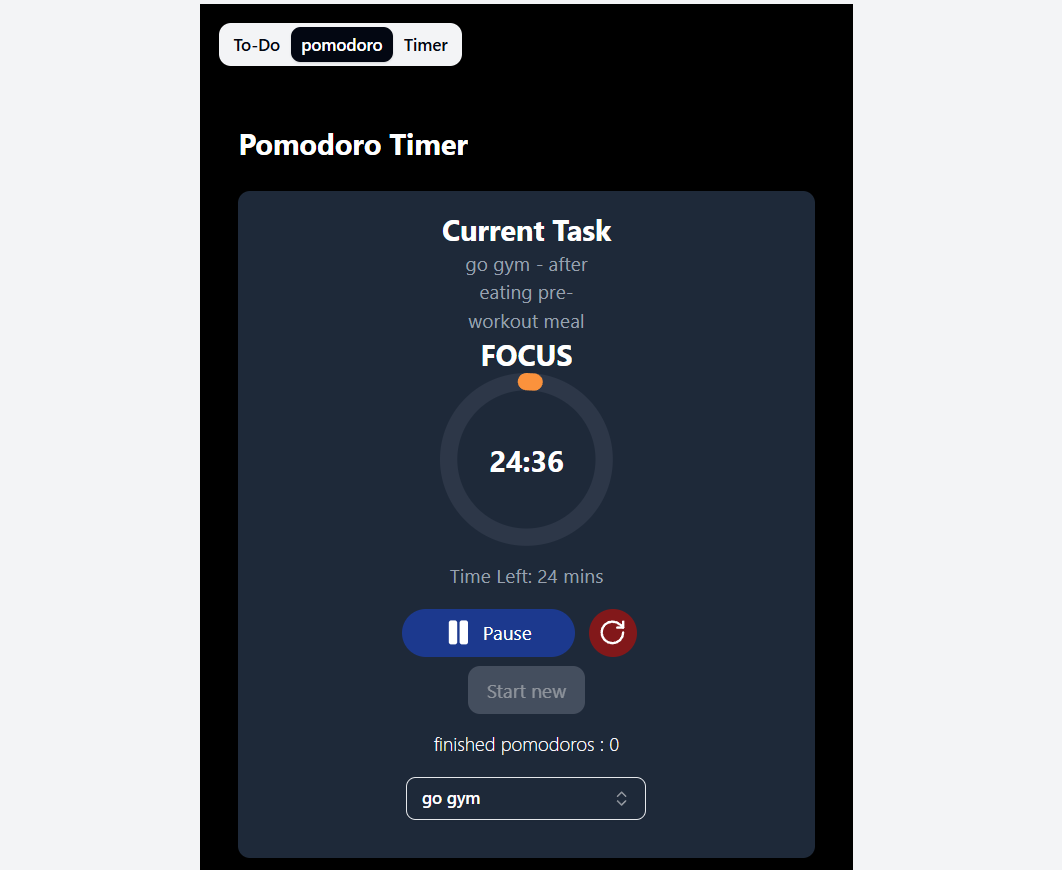 To-Do pomodoro Timer
Pomodoro Timer
Current Task
go gym - after
eating pre-
workout meal
FOCUS
24:36
Time Left: 24 mins
Pause
Start new
finished pomodoros : 0
go gym